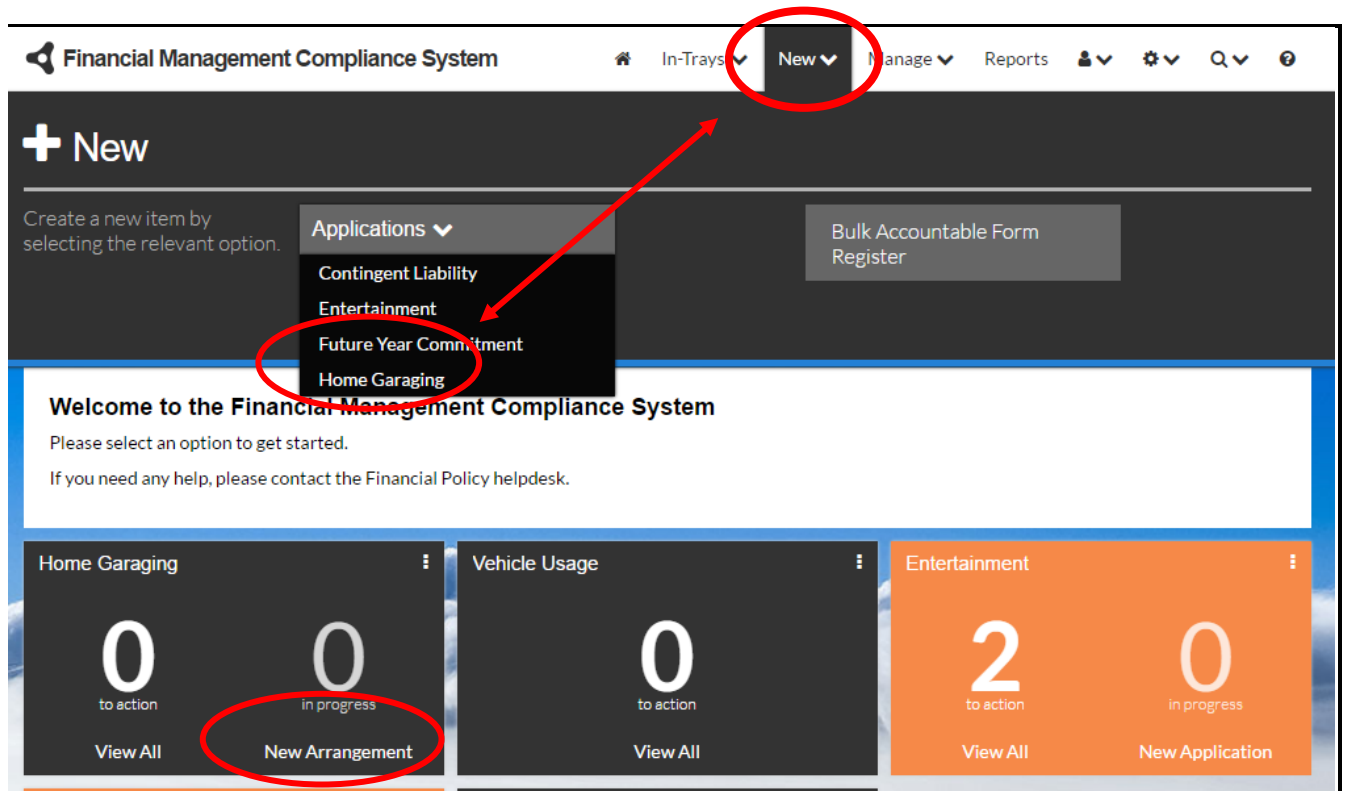 Financial Management Compliance System
In-Trays New Manage Reports
New
Create a new item by
selecting the relevant option.
Applications
Contingent Liability
Entertainment
Future Year Commitment
Home Garaging
Bulk Accountable Form
Register
Welcome to the Financial Management Compliance System
Please select an option to get started.
If you need any help, please contact the Financial Policy helpdesk.
Home Garaging
0 0
to action in progress
View All New Arrangement
Vehicle Usage
0
to action
View All
Entertainment
2 0
to action in progress
View All New Application